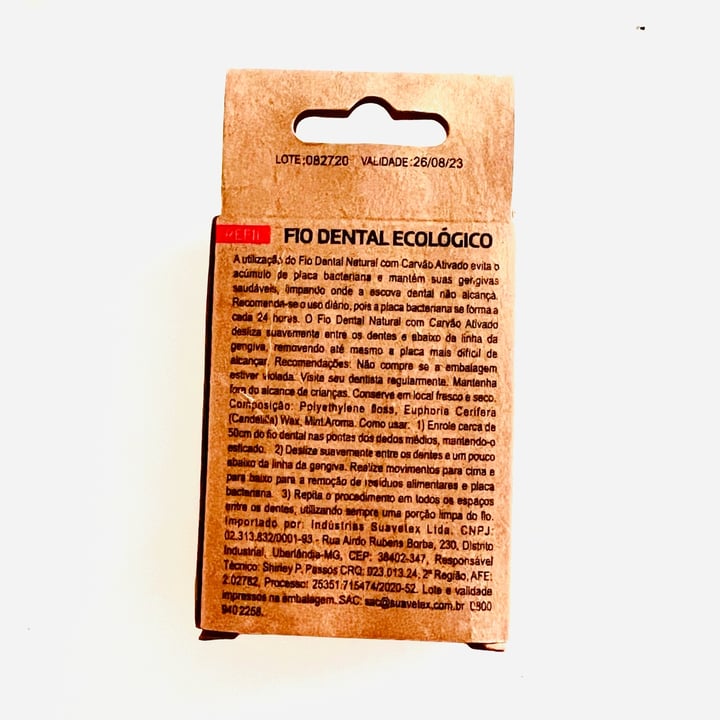 LOTE:082720 VALIDADE:26/08/23
REFIL FIO DENTAL ECOLÓGICO
A utilização do Fio Dental Natural com Carvão Ativado evita o
acúmulo de placa bacteriana e mantém suas gengivas
saudáveis, limpando onde a escova dental não alcança.
Recomenda-se o uso diário, pois a placa bacteriana se forma a
cada 24 horas. O Fio Dental Natural com Carvão Ativado
desliza suavemente entre os dentes e abaixo da linha da
gengiva, removendo até mesmo a placa mais difícil de
alcançar. Recomendações: Não compre se a embalagem
estiver violada. Visite seu dentista regularmente. Mantenha
fora do alcance de crianças. Conserve em local fresco e seco.
Composição: Polyethylene floss, Euphoria Cerifera
(Candelilla) Wax, Mint Aroma. Como usar: 1) Enrole cerca de
50cm do fio dental nas pontas dos dedos médios, mantendo-o
esticado. 2) Deslize suavemente entre os dentes e um pouco
abaixo da linha da gengiva. Realize movimentos para cima e
para baixo para a remoção de resíduos alimentares e placa
bacteriana. 3) Repita o procedimento em todos os espaços
entre os dentes, utilizando sempre uma porção limpa do fio.
Importado por: Indústrias Suavetex Ltda, CNPJ:
02.313.832/0001-93 - Rua Airdo Rubens Borba, 230, Distrito
Industrial, Uberlândia-MG, CEP: 38402-347, Responsável
Técnico: Shirley P. Passos CRQ: 023.013.24, 2ª Região, AFE:
2.02782, Processo: 25351.715474/2020-52. Lote e validade
impressos na embalagem. SAC: sac@suavetex.com.br 0800
940 2258.